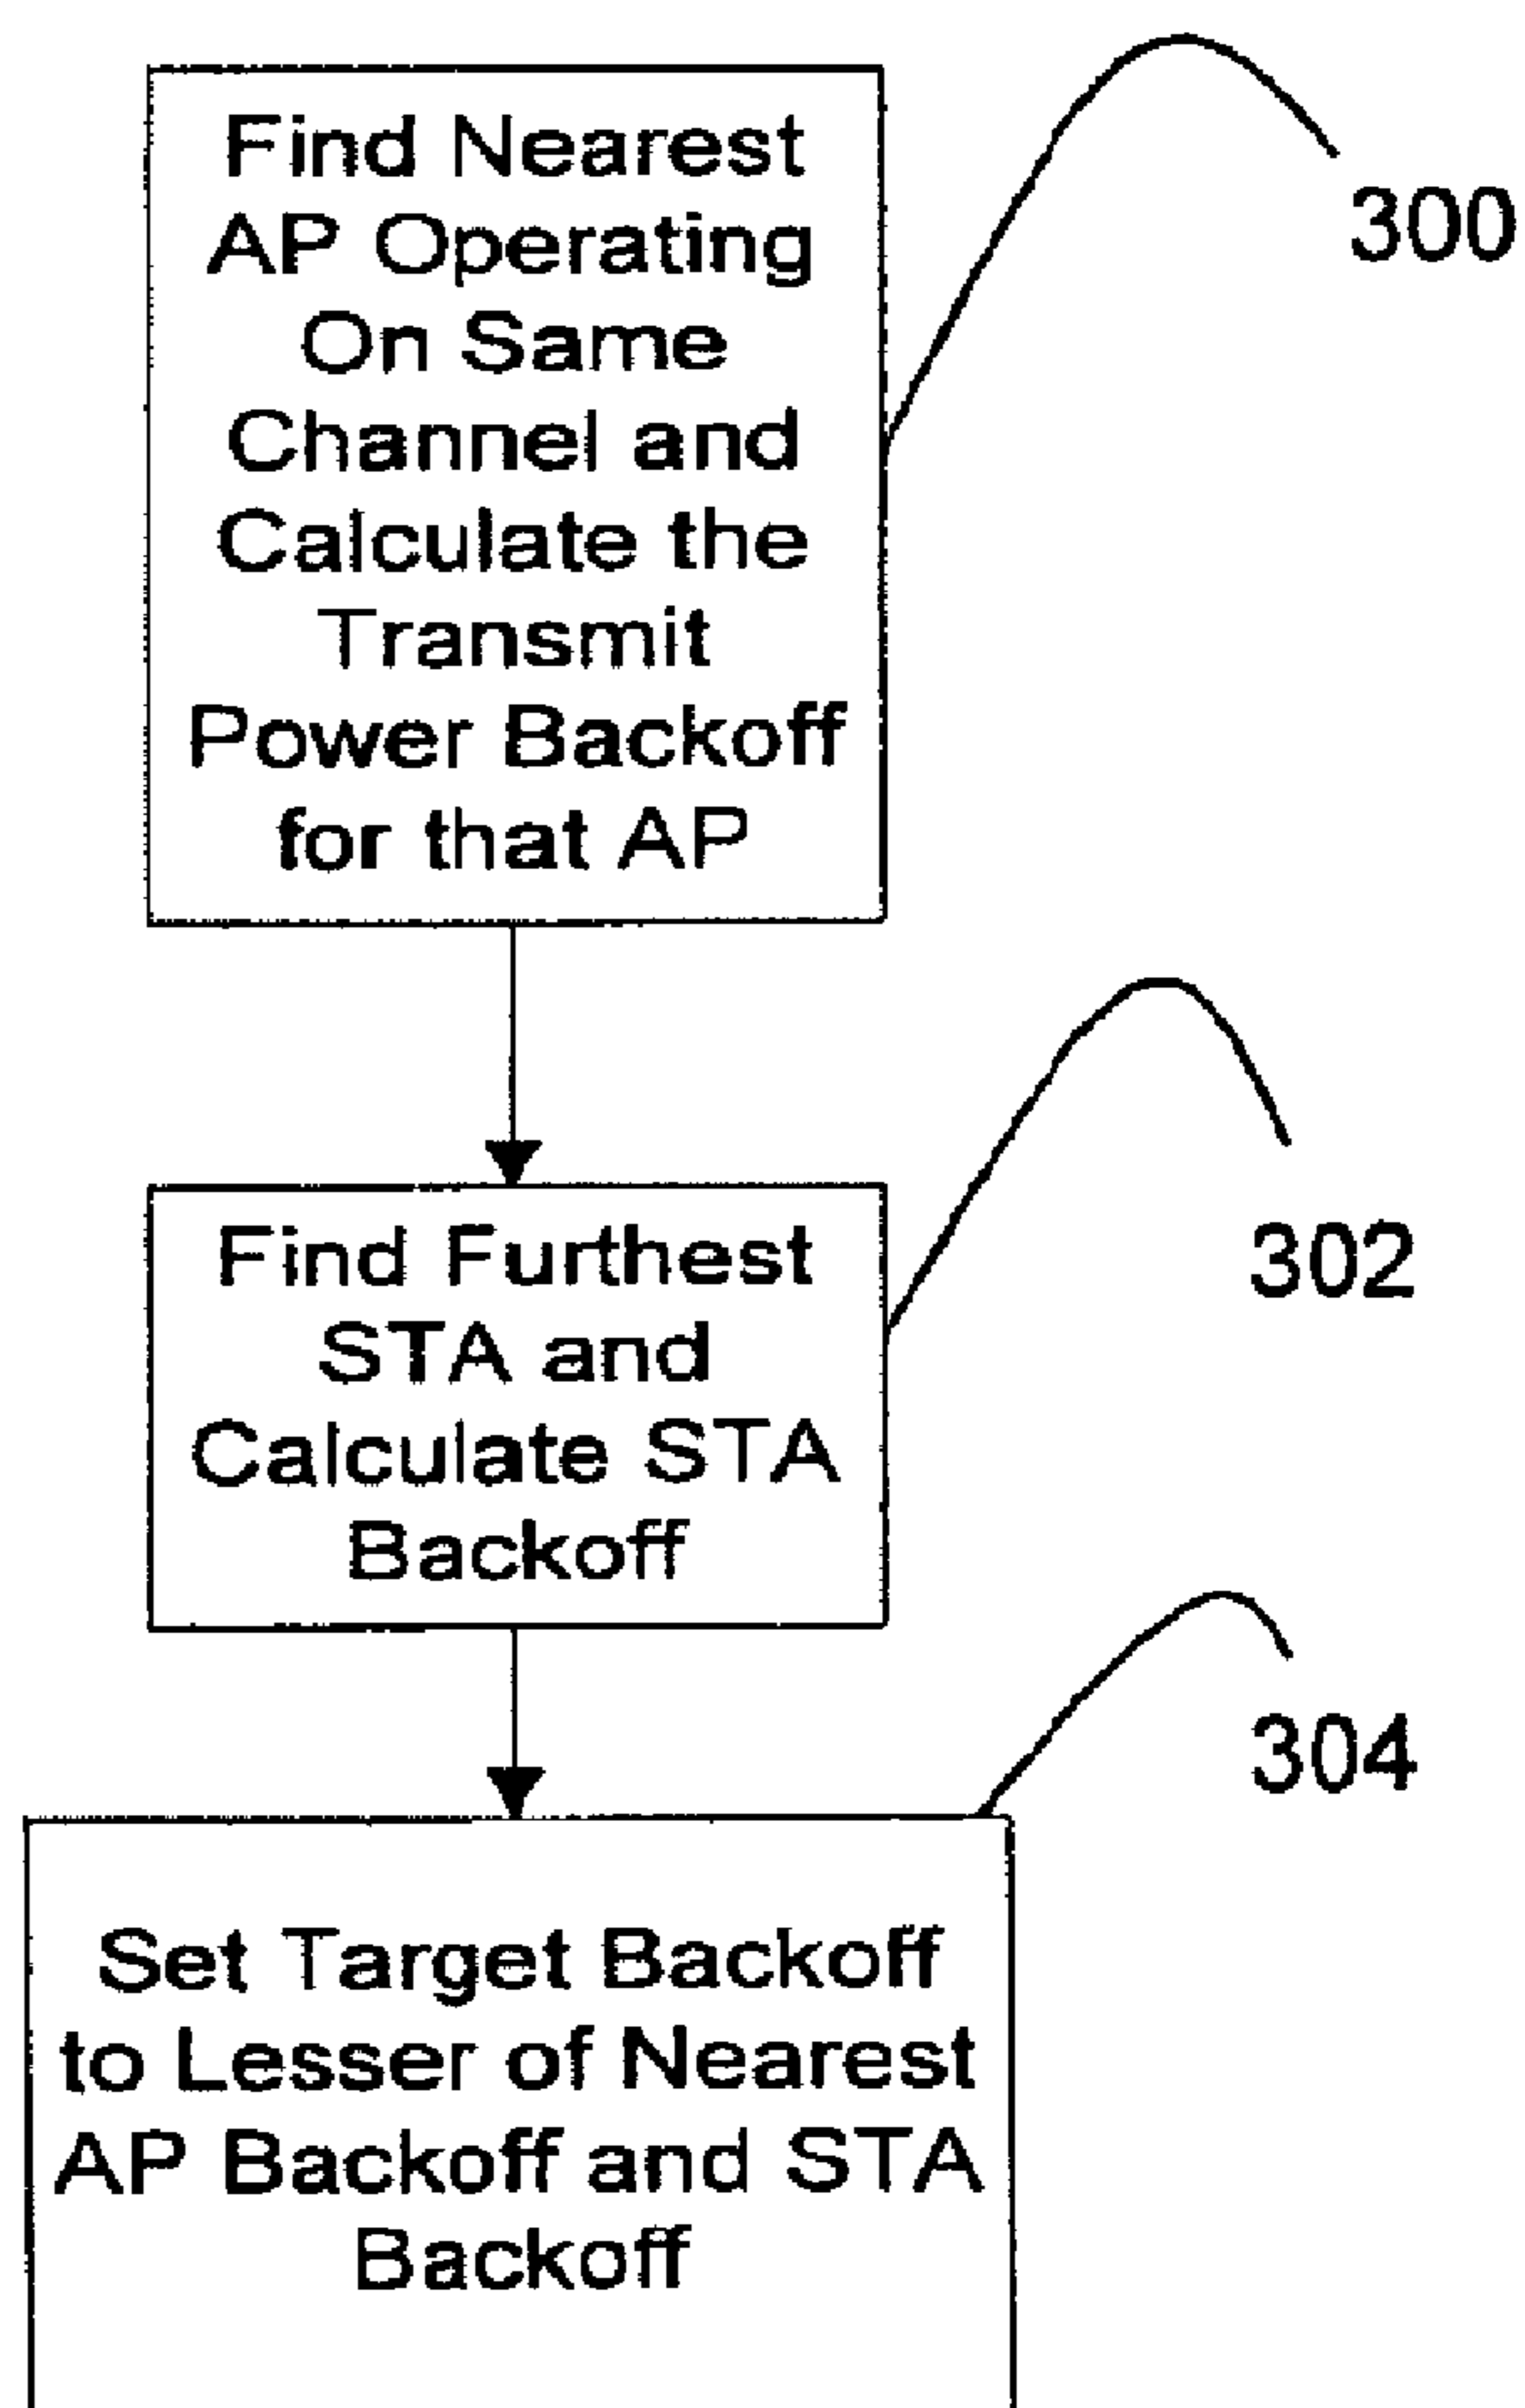 Find Nearest
AP Operating
On Same
Channel and
Calculate the
Transmit
Power Backoff
for that AP
300
Find Furthest
STA and
Calculate STA
Backoff
302
304
Set Target Backoff
to Lesser of Nearest
AP Backoff and STA
Backoff